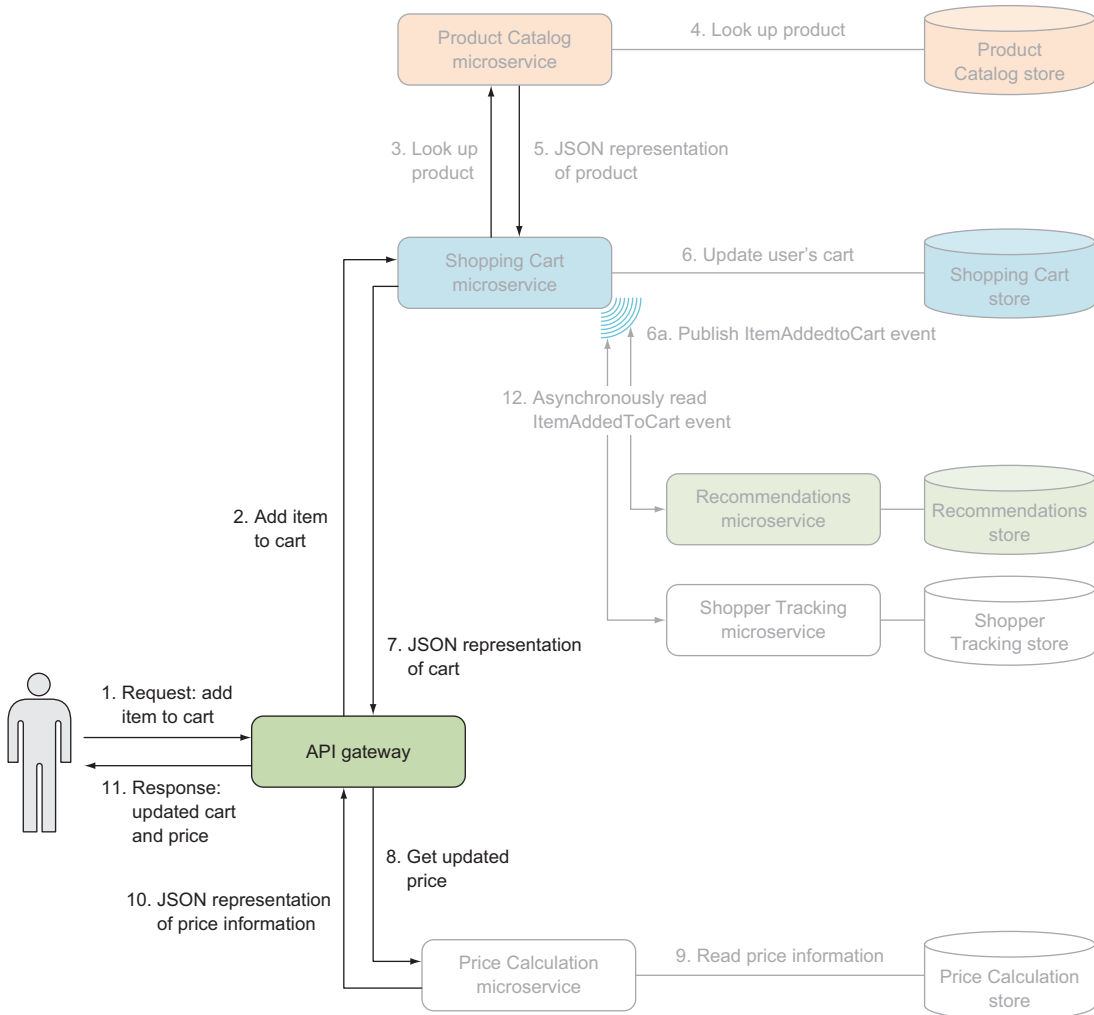 Product Catalog
microservice
4. Look up product
Product
Catalog store
3. Look up
product
5. JSON representation
of product
Shopping Cart
microservice
6. Update user's cart
Shopping Cart
store
6a. Publish ItemAddedtoCart event
12. Asynchronously read
ItemAddedToCart event
Recommendations
microservice
Recommendations
store
2. Add item
to cart
Shopper Tracking
microservice
Shopper
Tracking store
7. JSON representation
of cart
1. Request: add
item to cart
API gateway
11. Response:
updated cart
and price
8. Get updated
price
10. JSON representation
of price information
Price Calculation
microservice
9. Read price information
Price Calculation
store